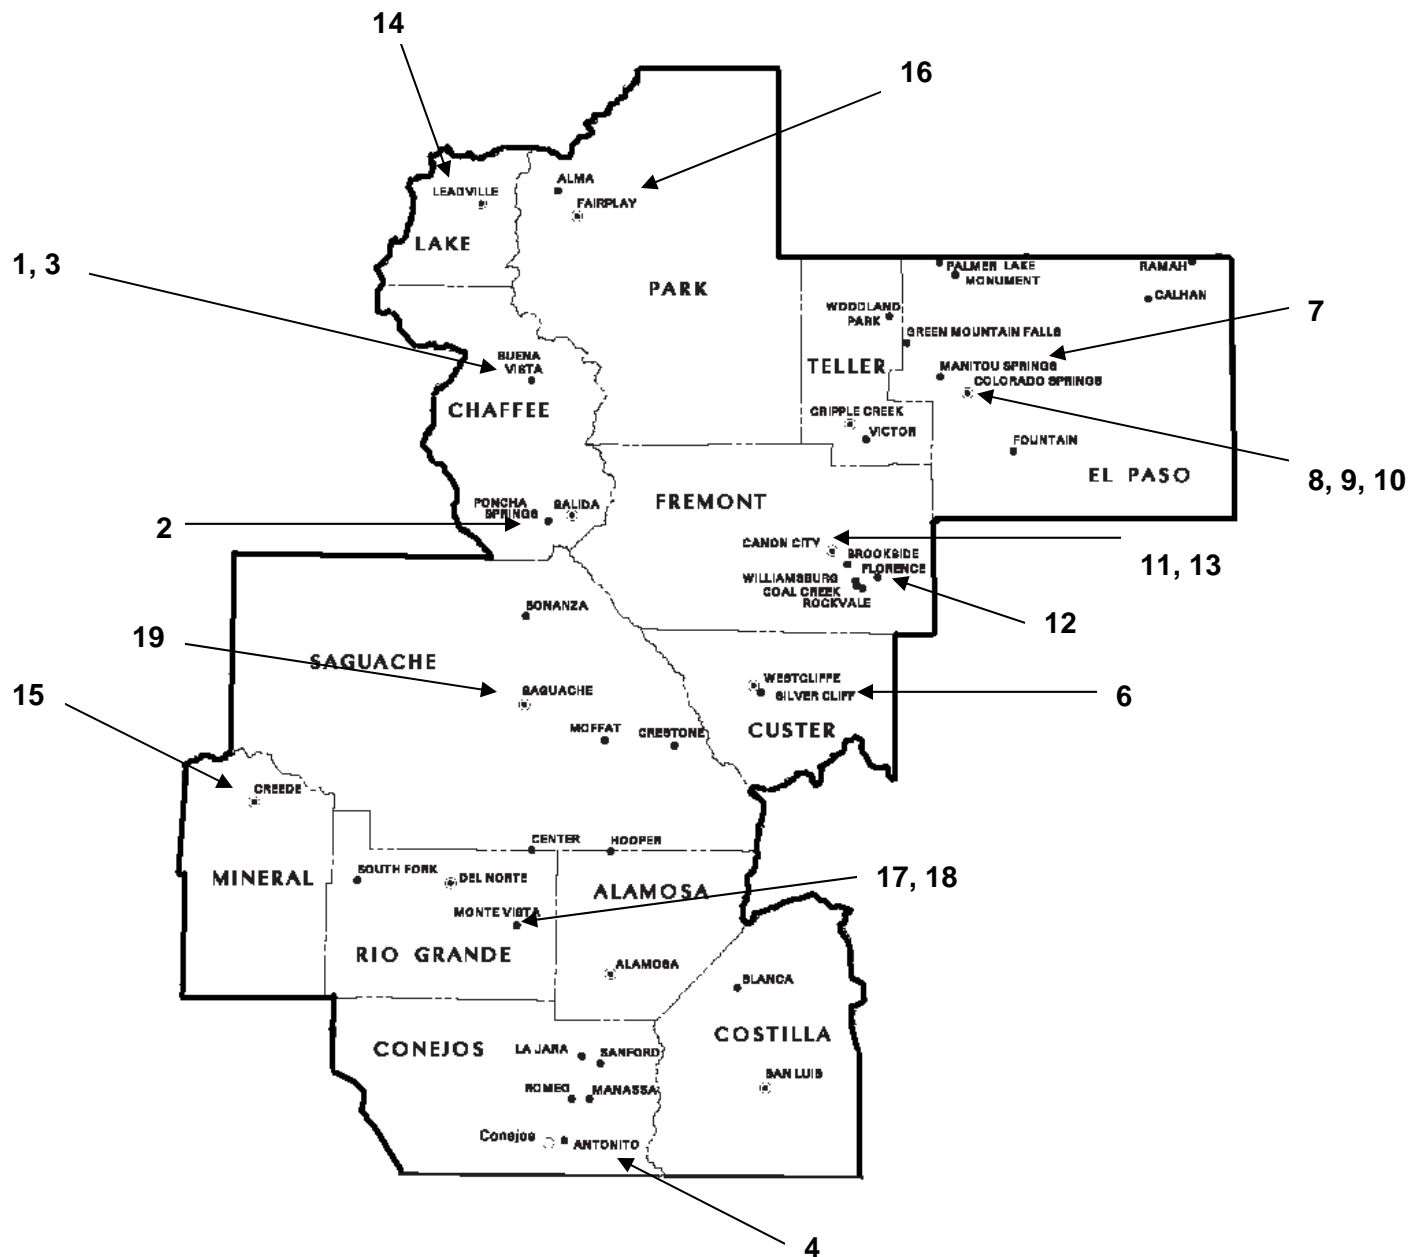 14
16
ALMA
LEADVILLE
FAIRPLAY
LAKE
1, 3
PARK
PALMER LAKE
RAMAH
MONUMENT
CALHAN
WOODLAND
PARK
7
GREEN MOUNTAIN FALLS
BUENA
VISTA
TELLER
MANITOU SPRINGS
COLORADO SPRINGS
CHAFFEE
CRIPPLE CREEK
VICTOR
FOUNTAIN
EL PASO
8, 9, 10
PONCHA
SPRINGS
SALIDA
FREMONT
2
CANON CITY
BROOKSIDE
11, 13
FLORENCE
WILLIAMSBURG
COAL CREEK
ROCKVALE
BONANZA
12
19
SAGUACHE
WESTCLIFFE
SILVER CLIFF
6
15
SAGUACHE
MOFFAT
CRESTONE
CUSTER
CREEDE
CENTER
HOOPER
MINERAL
SOUTH FORK
DEL NORTE
ALAMOSA
17, 18
MONTE VISTA
RIO GRANDE
ALAMOSA
BLANCA
CONEJOS
COSTILLA
LA JARA
SANFORD
SAN LUIS
ROMEO
MANASSA
Conejos
ANTONITO
4